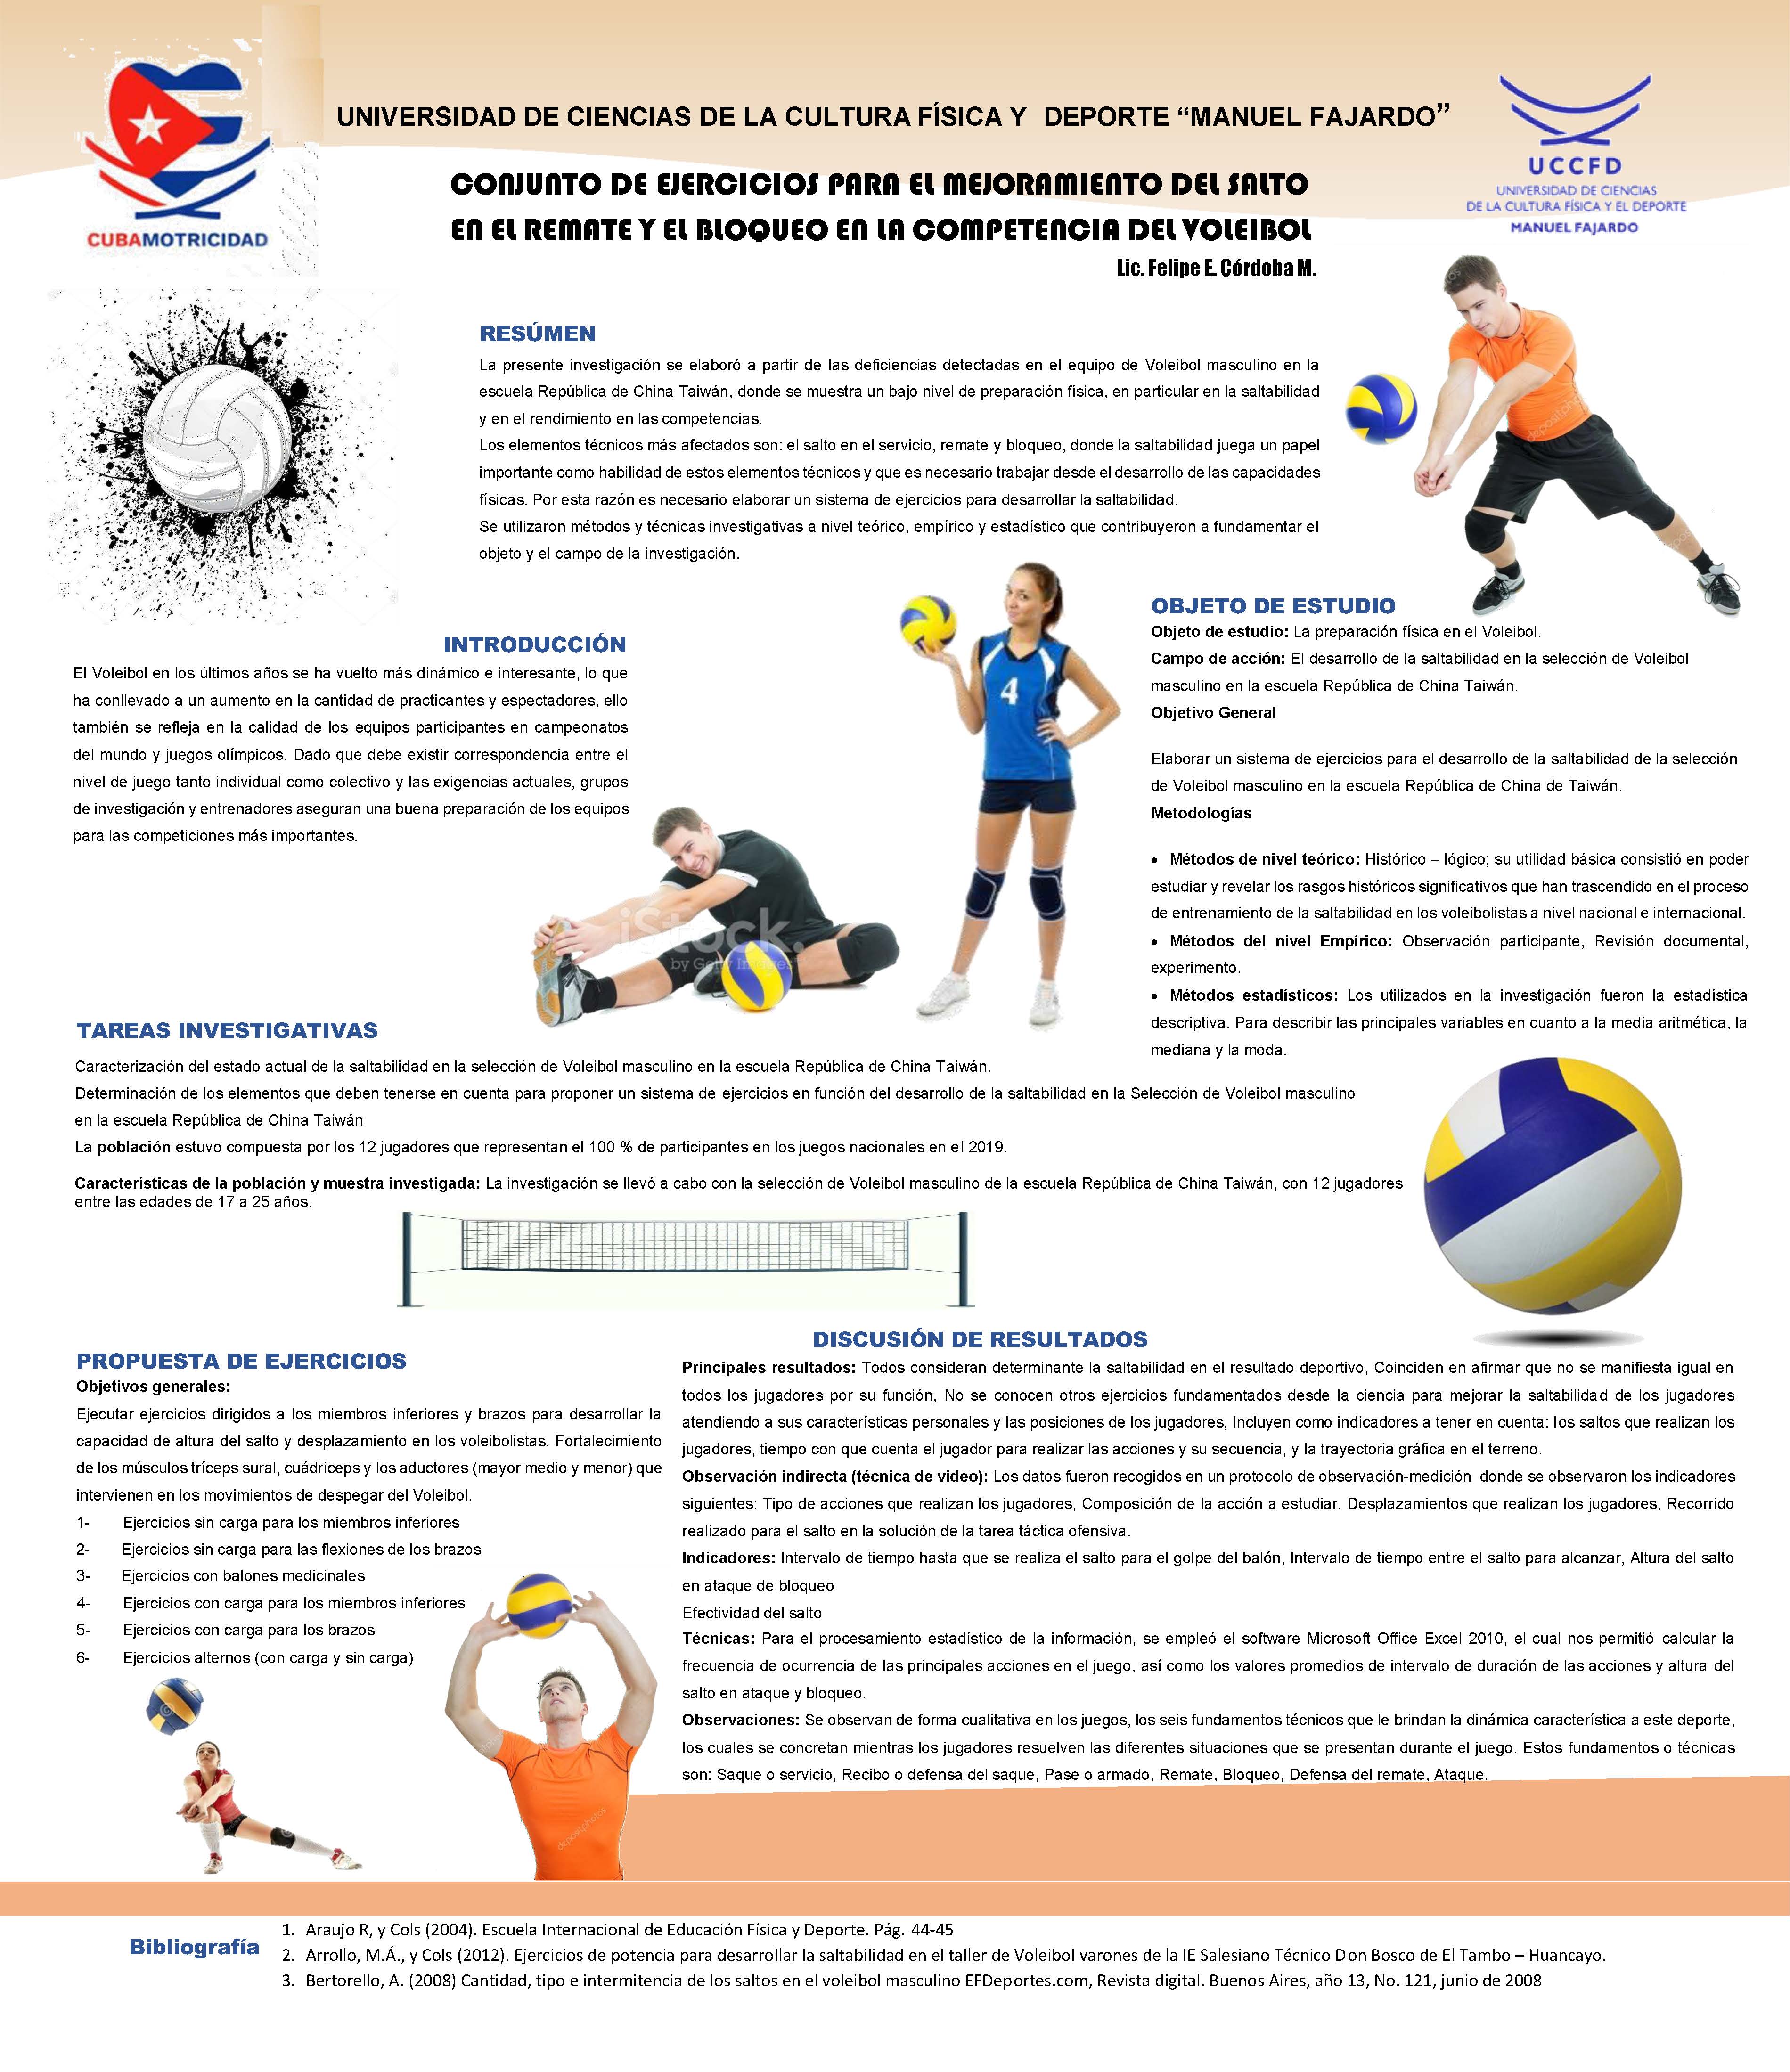 UNIVERSIDAD DE CIENCIAS DE LA CULTURA FÍSICA Y DEPORTE “MANUEL FAJARDO”
CUBAMOTRICIDAD
UCCFD
UNIVERSIDAD DE CIENCIAS
DE LA CULTURA FÍSICA Y EL DEPORTE
MANUEL FAJARDO
CONJUNTO DE EJERCICIOS PARA EL MEJORAMIENTO DEL SALTO
EN EL REMATE Y EL BLOQUEO EN LA COMPETENCIA DEL VOLEIBOL
Lic. Felipe E. Córdoba M.
RESÚMEN
La presente investigación se elaboró a partir de las deficiencias detectadas en el equipo de Voleibol masculino en la
escuela República de China Taiwán, donde se muestra un bajo nivel de preparación física, en particular en la saltabilidad
y en el rendimiento en las competencias.
Los elementos técnicos más afectados son: el salto en el servicio, remate y bloqueo, donde la saltabilidad juega un papel
importante como habilidad de estos elementos técnicos y que es necesario trabajar desde el desarrollo de las capacidades
físicas. Por esta razón es necesario elaborar un sistema de ejercicios para desarrollar la saltabilidad.
Se utilizaron métodos y técnicas investigativas a nivel teórico, empírico y estadístico que contribuyeron a fundamentar el
objeto y el campo de la investigación.
INTRODUCCIÓN
El Voleibol en los últimos años se ha vuelto más dinámico e interesante, lo que
ha conllevado a un aumento en la cantidad de practicantes y espectadores, ello
también se refleja en la calidad de los equipos participantes en campeonatos
del mundo y juegos olímpicos. Dado que debe existir correspondencia entre el
nivel de juego tanto individual como colectivo y las exigencias actuales, grupos
de investigación y entrenadores aseguran una buena preparación de los equipos
para las competiciones más importantes.
4
iStock.
by Getty Images
OBJETO DE ESTUDIO
Objeto de estudio: La preparación física en el Voleibol.
Campo de acción: El desarrollo de la saltabilidad en la selección de Voleibol
masculino en la escuela República de China Taiwán.
Objetivo General
Elaborar un sistema de ejercicios para el desarrollo de la saltabilidad de la selección
de Voleibol masculino en la escuela República de China de Taiwán.
Metodologías
• Métodos de nivel teórico: Histórico – lógico; su utilidad básica consistió en poder
estudiar y revelar los rasgos históricos significativos que han trascendido en el proceso
de entrenamiento de la saltabilidad en los voleibolistas a nivel nacional e internacional.
• Métodos del nivel Empírico: Observación participante, Revisión documental,
experimento.
• Métodos estadísticos: Los utilizados en la investigación fueron la estadística
descriptiva. Para describir las principales variables en cuanto a la media aritmética, la
mediana y la moda.
TAREAS INVESTIGATIVAS
Caracterización del estado actual de la saltabilidad en la selección de Voleibol masculino en la escuela República de China Taiwán.
Determinación de los elementos que deben tenerse en cuenta para proponer un sistema de ejercicios en función del desarrollo de la saltabilidad en la Selección de Voleibol masculino
en la escuela República de China Taiwán
La población estuvo compuesta por los 12 jugadores que representan el 100 % de participantes en los juegos nacionales en el 2019.
Características de la población y muestra investigada: La investigación se llevó a cabo con la selección de Voleibol masculino de la escuela República de China Taiwán, con 12 jugadores
entre las edades de 17 a 25 años.
PROPUESTA DE EJERCICIOS
Objetivos generales:
Ejecutar ejercicios dirigidos a los miembros inferiores y brazos para desarrollar la
capacidad de altura del salto y desplazamiento en los voleibolistas. Fortalecimiento
de los músculos tríceps sural, cuádriceps y los aductores (mayor medio y menor) que
intervienen en los movimientos de despegar del Voleibol.
1- Ejercicios sin carga para los miembros inferiores
2- Ejercicios sin carga para las flexiones de los brazos
3- Ejercicios con balones medicinales
4- Ejercicios con carga para los miembros inferiores
5- Ejercicios con carga para los brazos
6- Ejercicios alternos (con carga y sin carga)
depositphotos
DISCUSIÓN DE RESULTADOS
Principales resultados: Todos consideran determinante la saltabilidad en el resultado deportivo, Coinciden en afirmar que no se manifiesta igual en
todos los jugadores por su función, No se conocen otros ejercicios fundamentados desde la ciencia para mejorar la saltabilidad de los jugadores
atendiendo a sus características personales y las posiciones de los jugadores, Incluyen como indicadores a tener en cuenta: los saltos que realizan los
jugadores, tiempo con que cuenta el jugador para realizar las acciones y su secuencia, y la trayectoria gráfica en el terreno.
Observación indirecta (técnica de video): Los datos fueron recogidos en un protocolo de observación-medición donde se observaron los indicadores
siguientes: Tipo de acciones que realizan los jugadores, Composición de la acción a estudiar, Desplazamientos que realizan los jugadores, Recorrido
realizado para el salto en la solución de la tarea táctica ofensiva.
Indicadores: Intervalo de tiempo hasta que se realiza el salto para el golpe del balón, Intervalo de tiempo entre el salto para alcanzar, Altura del salto
en ataque de bloqueo
Efectividad del salto
Técnicas: Para el procesamiento estadístico de la información, se empleó el software Microsoft Office Excel 2010, el cual nos permitió calcular la
frecuencia de ocurrencia de las principales acciones en el juego, así como los valores promedios de intervalo de duración de las acciones y altura del
salto en ataque y bloqueo.
Observaciones: Se observan de forma cualitativa en los juegos, los seis fundamentos técnicos que le brindan la dinámica característica a este deporte,
los cuales se concretan mientras los jugadores resuelven las diferentes situaciones que se presentan durante el juego. Estos fundamentos o técnicas
son: Saque o servicio, Recibo o defensa del saque, Pase o armado, Remate, Bloqueo, Defensa del remate, Ataque.
Bibliografía
1. Araujo R, y Cols (2004). Escuela Internacional de Educación Física y Deporte. Pág. 44-45
2. Arrollo, M.Á., y Cols (2012). Ejercicios de potencia para desarrollar la saltabilidad en el taller de Voleibol varones de la IE Salesiano Técnico Don Bosco de El Tambo – Huancayo.
3. Bertorello, A. (2008) Cantidad, tipo e intermitencia de los saltos en el voleibol masculino EFDeportes.com, Revista digital. Buenos Aires, año 13, No. 121, junio de 2008